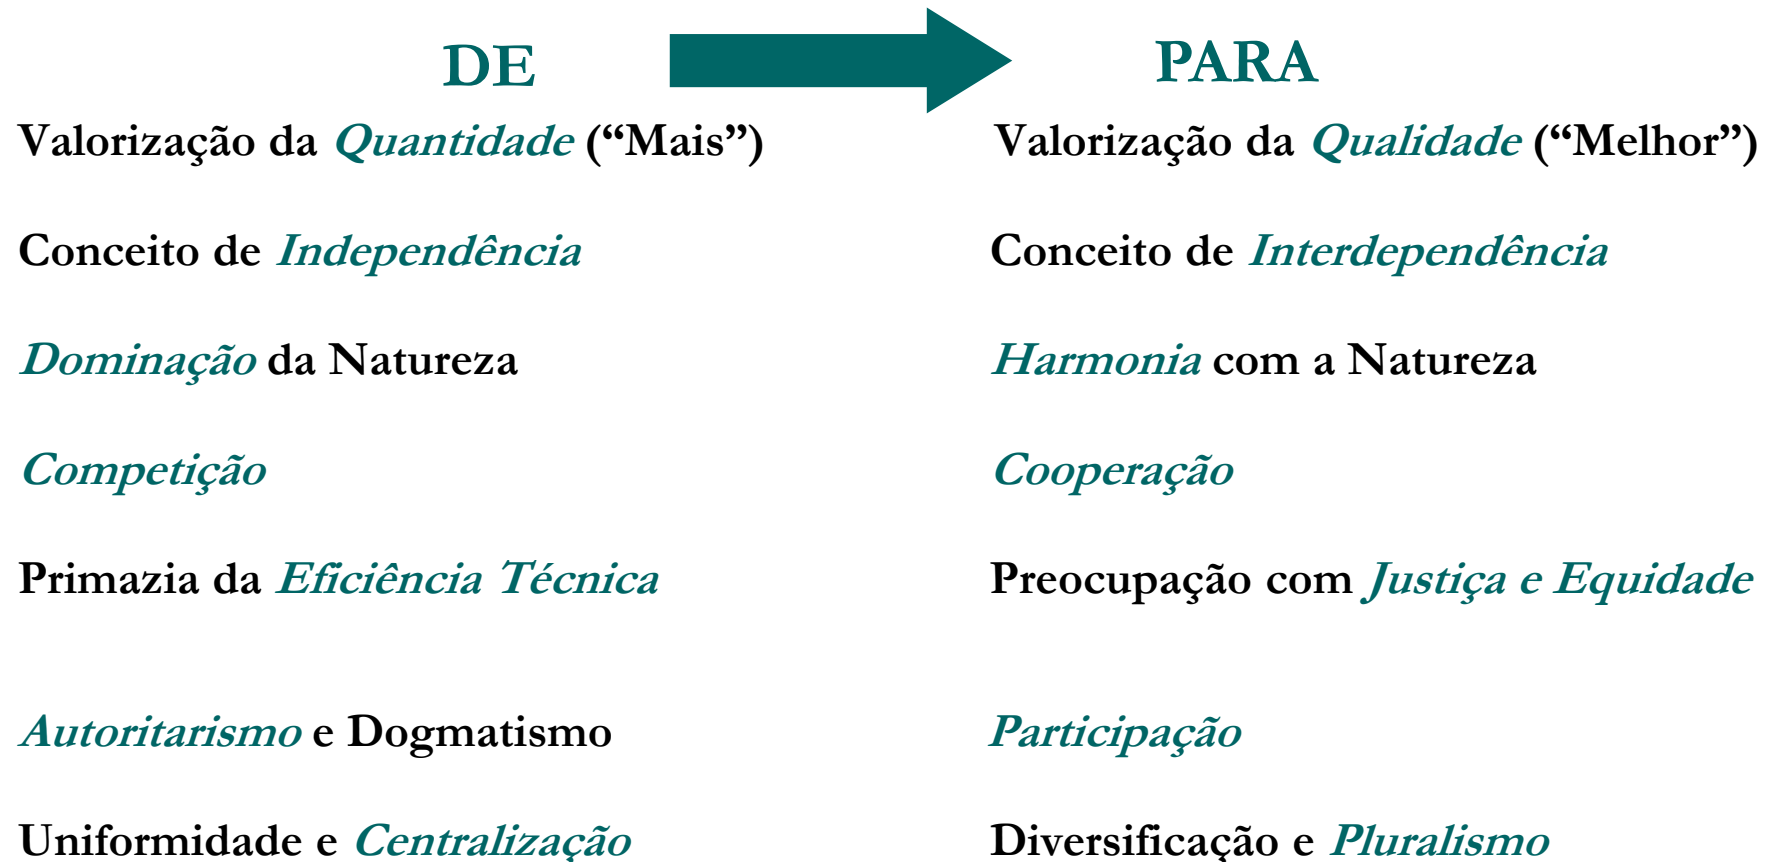 DE PARA
Valorização da Quantidade (“Mais”) Valorização da Qualidade (“Melhor”)
Conceito de Independência Conceito de Interdependência
Dominação da Natureza Harmonia com a Natureza
Competição Cooperação
Primazia da Eficiência Técnica Preocupação com Justiça e Equidade
Autoritarismo e Dogmatismo Participação
Uniformidade e Centralização Diversificação e Pluralismo